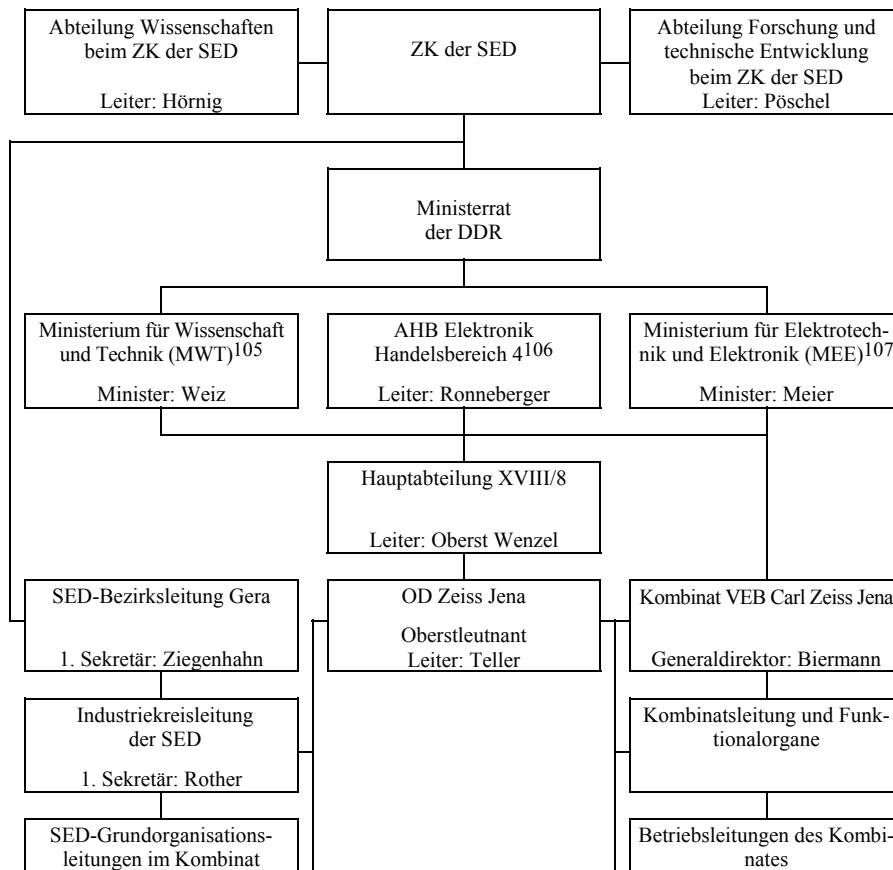 Abteilung Wissenschaften
beim ZK der SED
Leiter: Hörnig
ZK der SED
Abteilung Forschung und
technische Entwicklung
beim ZK der SED
Leiter: Pöschel
Ministerrat
der DDR
Ministerium für Wissenschaft
und Technik (MWT)105
Minister: Weiz
AHB Elektronik
Handelsbereich 4106
Leiter: Ronneberger
Ministerium für Elektrotech-
nik und Elektronik (MEE)107
Minister: Meier
Hauptabteilung XVIII/8
Leiter: Oberst Wenzel
SED-Bezirksleitung Gera
1. Sekretär: Ziegenhahn
OD Zeiss Jena
Oberstleutnant
Leiter: Teller
Kombinat VEB Carl Zeiss Jena
Generaldirektor: Biermann
Industriekreisleitung
der SED
1. Sekretär: Rother
Kombinatsleitung und Funk-
tionalorgane
SED-Grundorganisations-
leitungen im Kombinat
Betriebsleitungen des Kombi-
nates